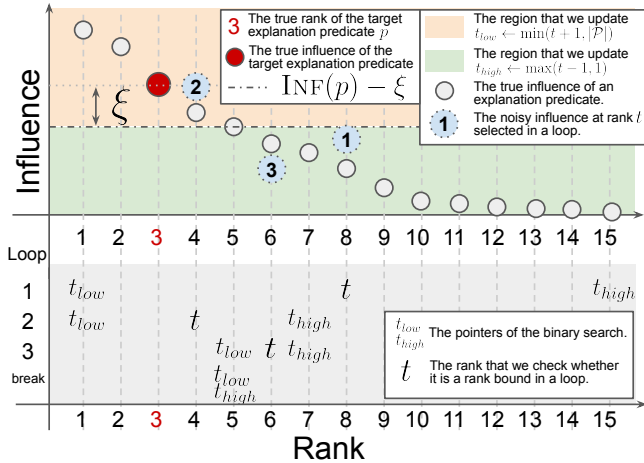 Influence
3 The true rank of the target
explanation predicate p
The true influence of the
target explanation predicate
INF(p) − ξ
The region that we update
t_low ← min(t + 1, |P|)
The region that we update
t_high ← max(t − 1, 1)
The true influence of an
explanation predicate.
1 The noisy influence at rank t
selected in a loop.
ξ
2
1
3
1 2 3 4 5 6 7 8 9 10 11 12 13 14 15
Loop
1 t_low t t_high
2 t_low t t_high
3 t_low t t_high
break t_low
t_high
t_low
t_high The pointers of the binary search.
t The rank that we check whether
it is a rank bound in a loop.
1 2 3 4 5 6 7 8 9 10 11 12 13 14 15
Rank